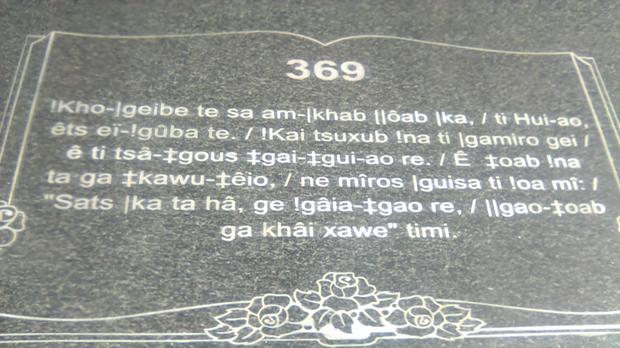 369
!Kho-|geibe te sa am-|khab ||ôab |ka, / ti Hui-ao,
êts eï-!gûba te. / !Kai tsuxub !na ti |gamiro gei /
ê ti tsâ-‡gous ‡gai-‡gui-ao re. / Ê ‡oab !na
ta ga ‡kawu-‡êio, / ne mîros |guisa ti !oa mî: /
"Sats |ka ta hâ, ge !gâia-‡gao re, / ||gao-‡oab
ga khâi xawe" timi.